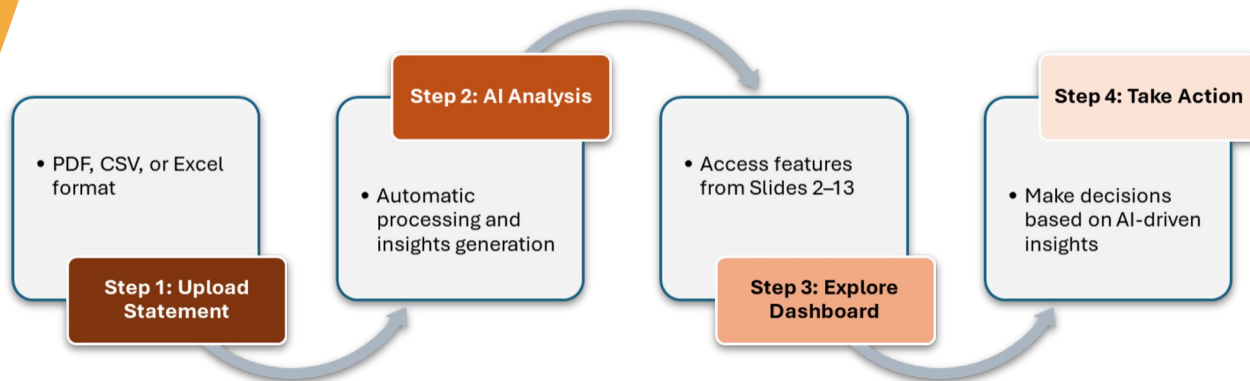 • PDF, CSV, or Excel
format
Step 1: Upload
Statement
Step 2: AI Analysis
• Automatic
processing and
insights generation
• Access features
from Slides 2–13
Step 3: Explore
Dashboard
Step 4: Take Action
• Make decisions
based on AI-driven
insights